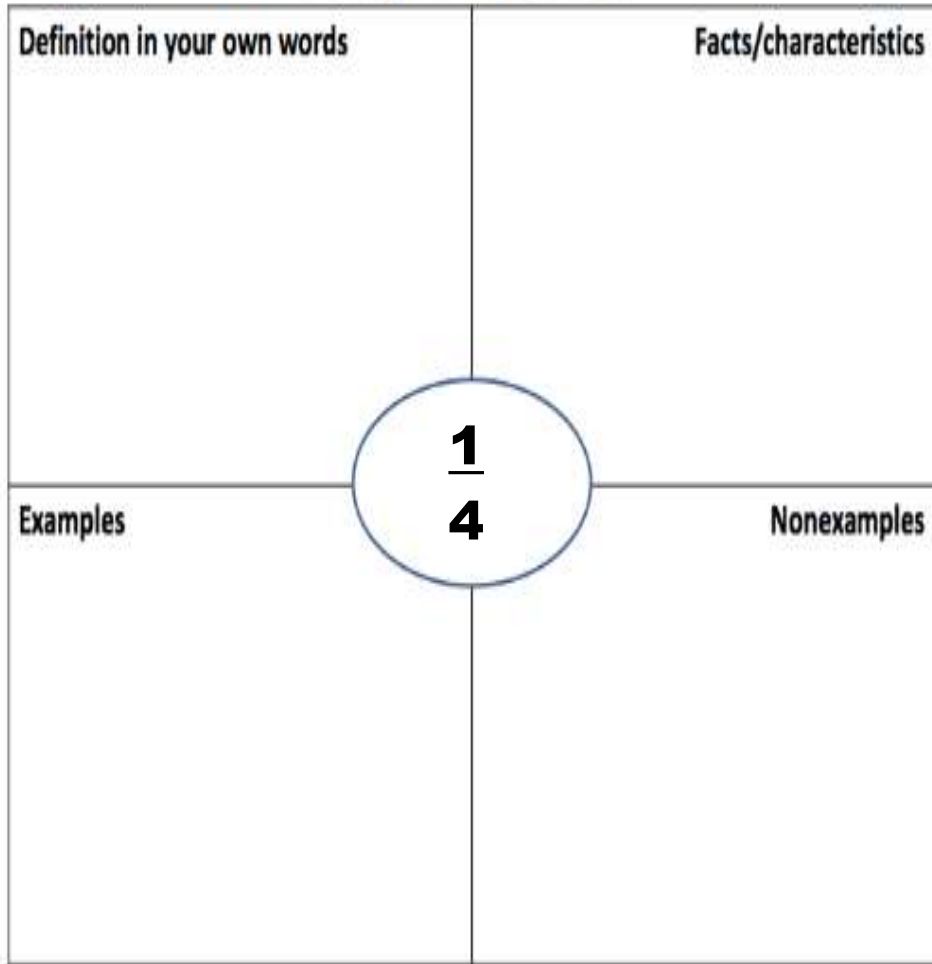 Definition in your own words
Facts/characteristics
1
4
Examples
Nonexamples